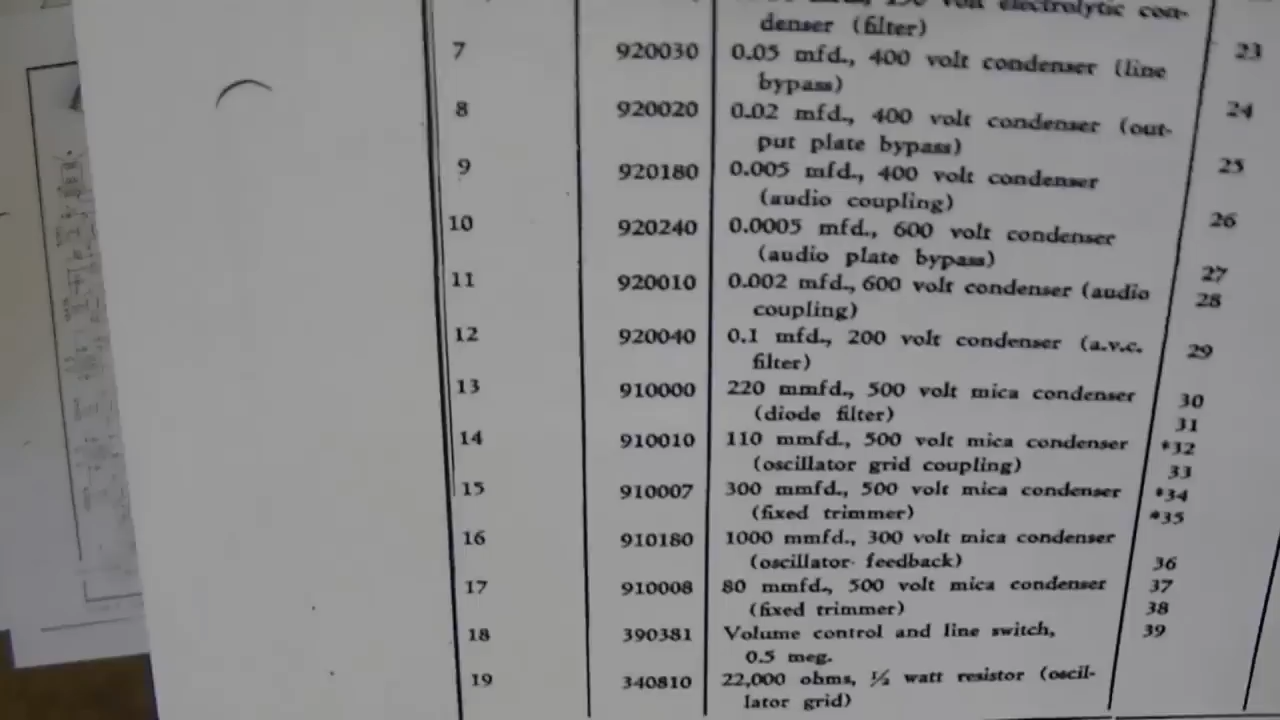 volt electrolytic con-
denser (filter)
7 920030 0.05 mfd., 400 volt condenser (line 23
bypass)
8 920020 0.02 mfd., 400 volt condenser (out- 24
put plate bypass)
9 920180 0.005 mfd., 400 volt condenser 25
(audio coupling)
10 920240 0.0005 mfd., 600 volt condenser 26
(audio plate bypass)
11 920010 0.002 mfd., 600 volt condenser (audio 27
coupling) 28
12 920040 0.1 mfd., 200 volt condenser (a.v.c. 29
filter)
13 910000 220 mmfd., 500 volt mica condenser 30
(diode filter) 31
14 910010 110 mmfd., 500 volt mica condenser *32
(oscillator grid coupling) 33
15 910007 300 mmfd., 500 volt mica condenser *34
(fixed trimmer) *35
16 910180 1000 mmfd., 300 volt mica condenser
(oscillator feedback) 36
17 910008 80 mmfd., 500 volt mica condenser 37
(fixed trimmer) 38
18 390381 Volume control and line switch, 39
0.5 meg.
19 340810 22,000 ohms, ½ watt resistor (oscil-
lator grid)